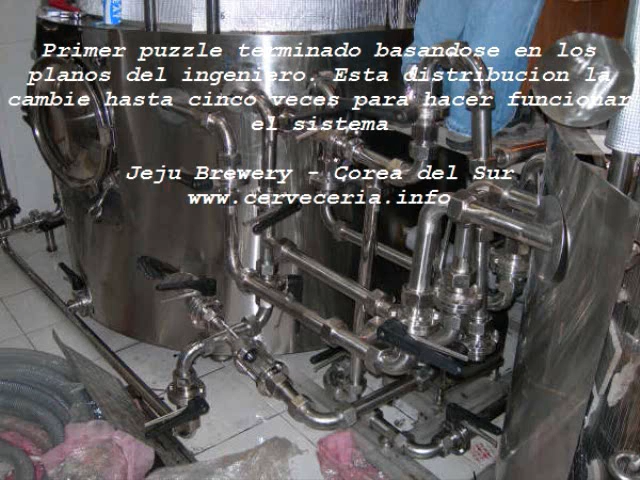 Primer puzzle terminado basandose en los
planos del ingeniero. Esta distribucion la
cambie hasta cinco veces para hacer funcionar
el sistema
Jeju Brewery - Corea del Sur
www.cerveceria.info